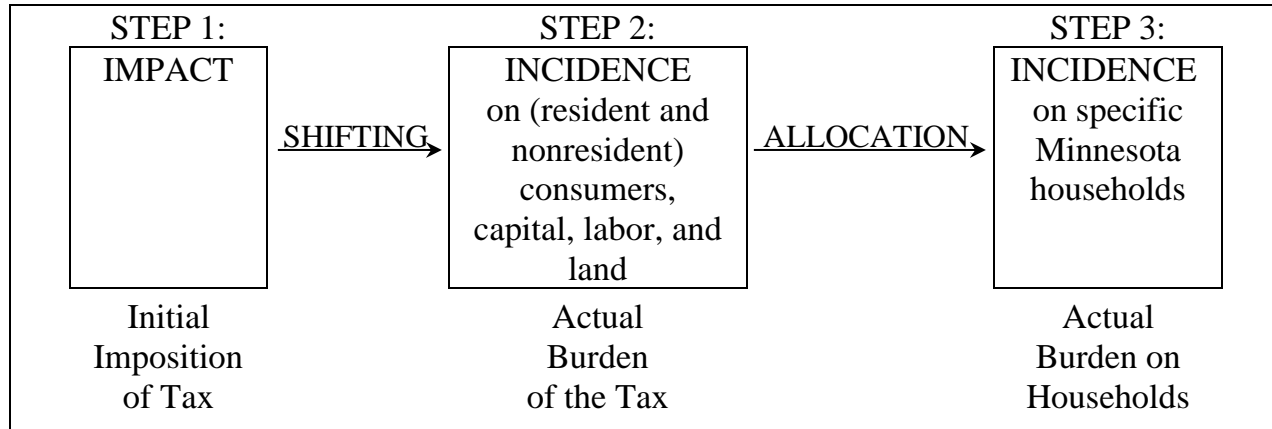 STEP 1:
IMPACT
Initial
Imposition
of Tax
SHIFTING
STEP 2:
INCIDENCE
on (resident and
nonresident)
consumers,
capital, labor, and
land
Actual
Burden
of the Tax
ALLOCATION
STEP 3:
INCIDENCE
on specific
Minnesota
households
Actual
Burden on
Households